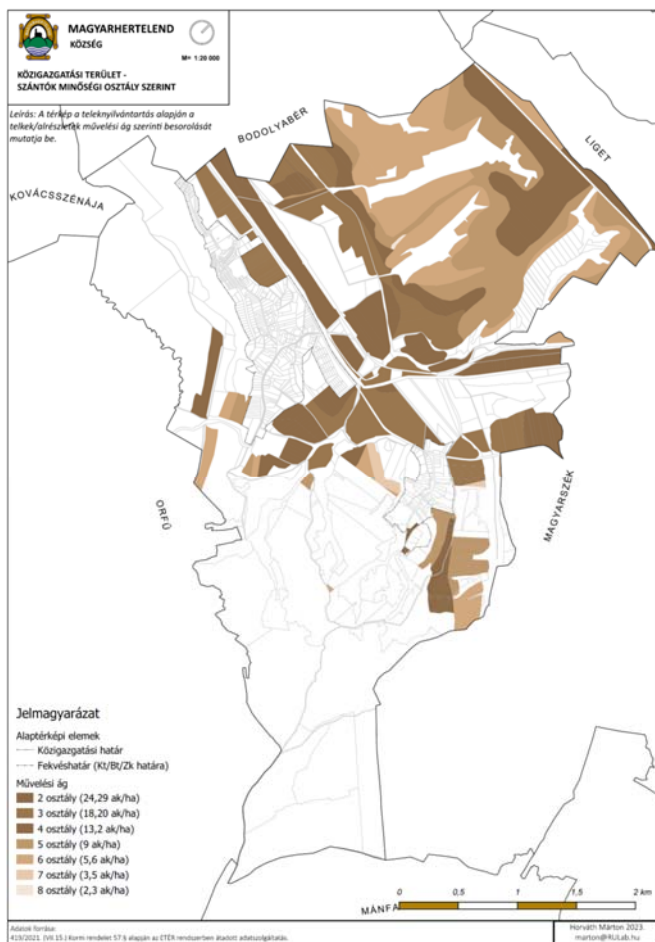 MAGYARHERTELEND
KÖZSÉG
M= 1:20 000
KÖZIGAZGATÁSI TERÜLET -
SZÁNTÓK MINŐSÉGI OSZTÁLY SZERINT
Leírás: A térkép a teleknyilvántartás alapján a
telkek/alrészletek művelési ág szerinti besorolását
mutatja be.
BODOLYABÉR
LIGET
KOVÁCSSZÉNÁJA
ORFŰ
MAGYARSZÉK
Jelmagyarázat
Alaptérképi elemek
Közigazgatási határ
Fekvéshatár (Kt/Bt/Zk határa)
Művelési ág
2 osztály (24,29 ak/ha)
3 osztály (18,20 ak/ha)
4 osztály (13,2 ak/ha)
5 osztály (9 ak/ha)
6 osztály (5,6 ak/ha)
7 osztály (3,5 ak/ha)
8 osztály (2,3 ak/ha)
0 0,5 1 1,5 2 km
MÁNFA
Adatok forrása:
419/2021. (VII.15.) Korm rendelet 57.§ alapján az ETÉR rendszerben átadott adatszolgáltatás.
Horváth Márton 2023.
marton@RULab.hu